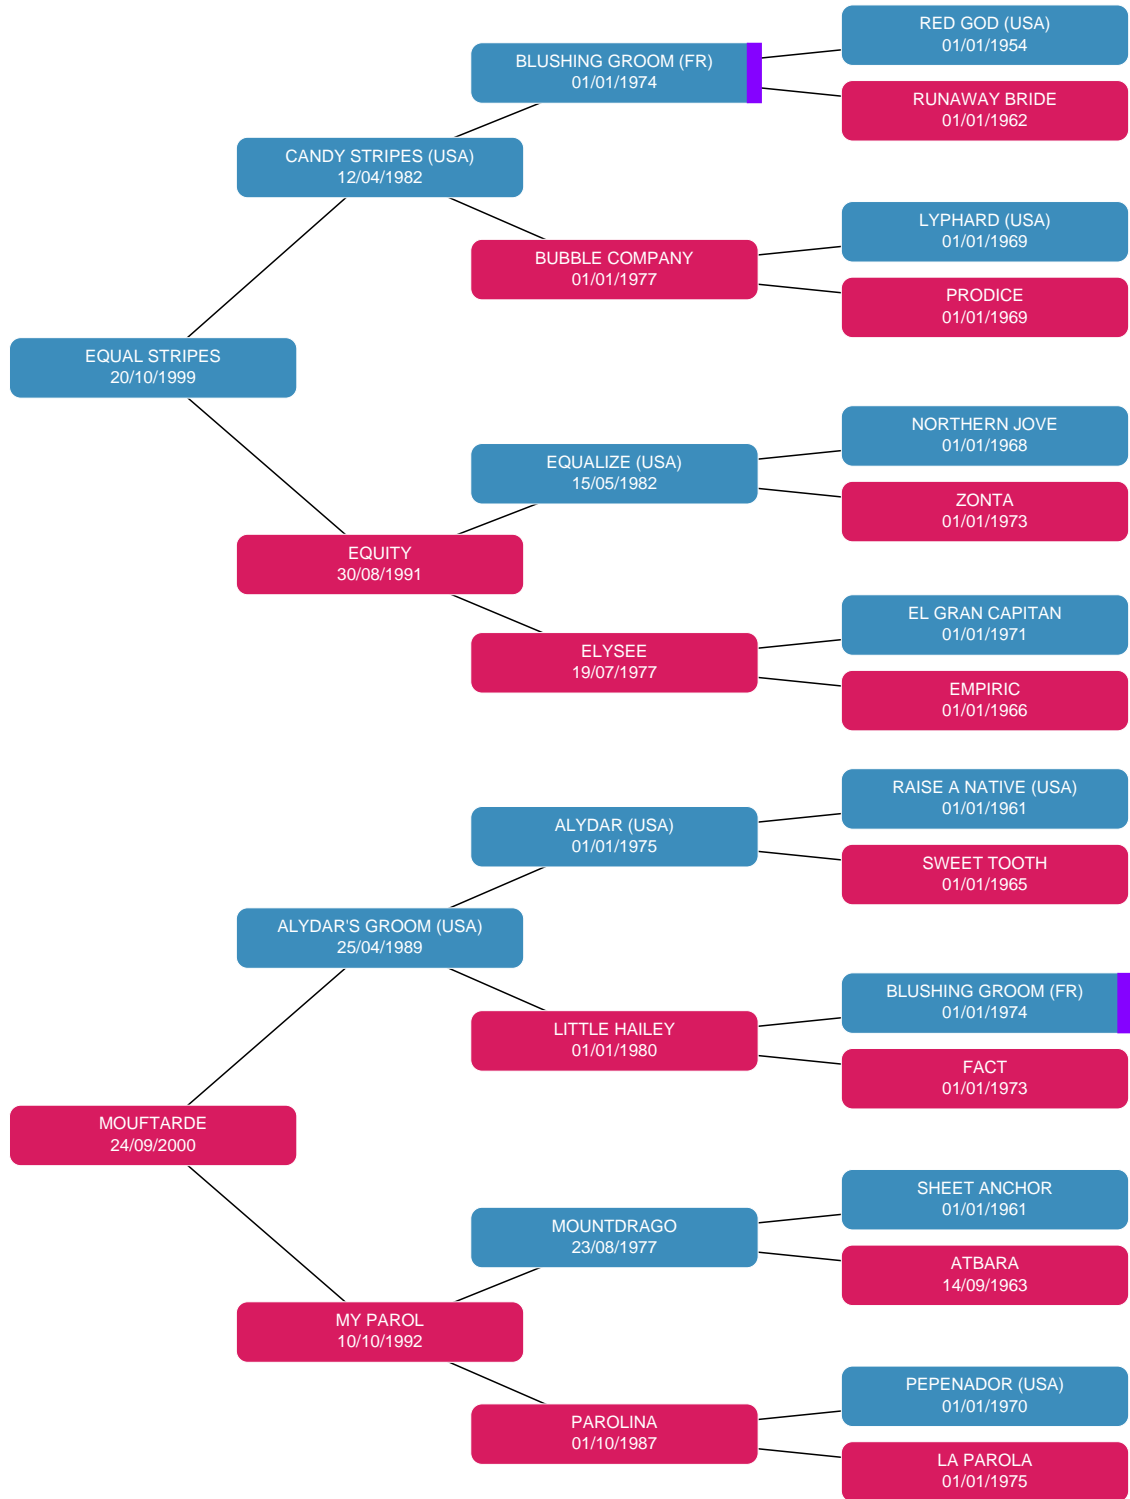 RED GOD (USA)
01/01/1954
BLUSHING GROOM (FR)
01/01/1974
RUNAWAY BRIDE
01/01/1962
CANDY STRIPES (USA)
12/04/1982
LYPHARD (USA)
01/01/1969
BUBBLE COMPANY
01/01/1977
PRODICE
01/01/1969
EQUAL STRIPES
20/10/1999
NORTHERN JOVE
01/01/1968
EQUALIZE (USA)
15/05/1982
ZONTA
01/01/1973
EQUITY
30/08/1991
EL GRAN CAPITAN
01/01/1971
ELYSEE
19/07/1977
EMPIRIC
01/01/1966
RAISE A NATIVE (USA)
01/01/1961
ALYDAR (USA)
01/01/1975
SWEET TOOTH
01/01/1965
ALYDAR'S GROOM (USA)
25/04/1989
BLUSHING GROOM (FR)
01/01/1974
LITTLE HAILEY
01/01/1980
FACT
01/01/1973
MOUFTARDE
24/09/2000
SHEET ANCHOR
01/01/1961
MOUNTDRAGO
23/08/1977
ATBARA
14/09/1963
MY PAROL
10/10/1992
PEPENADOR (USA)
01/01/1970
PAROLINA
01/10/1987
LA PAROLA
01/01/1975